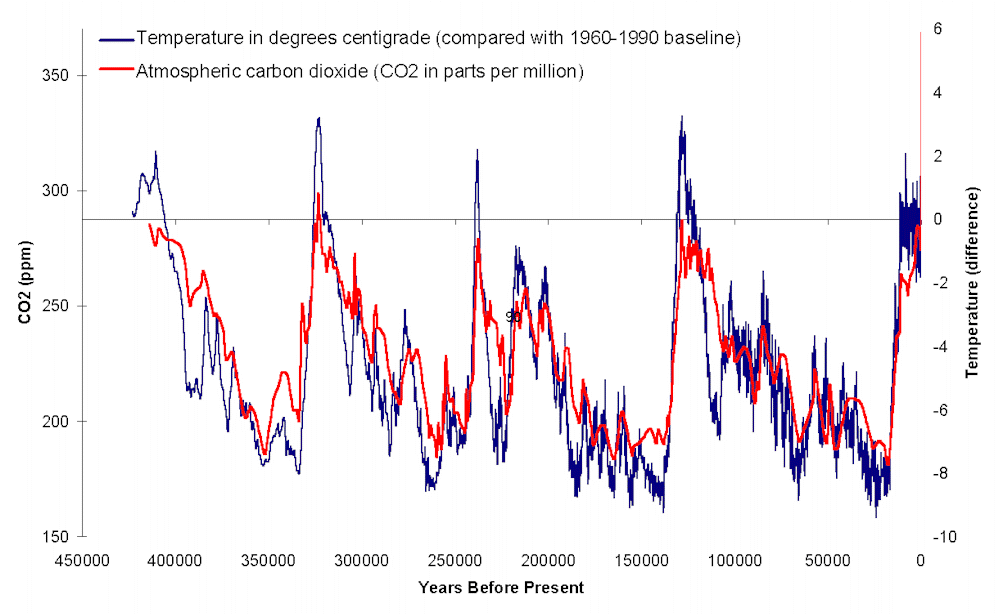 Temperature in degrees centigrade (compared with 1960-1990 baseline)
Atmospheric carbon dioxide (CO2 in parts per million)
350
300
250
200
150
CO2 (ppm)
6
4
2
0
-2
-4
-6
-8
-10
Temperature (difference)
90
450000 400000 350000 300000 250000 200000 150000 100000 50000 0
Years Before Present